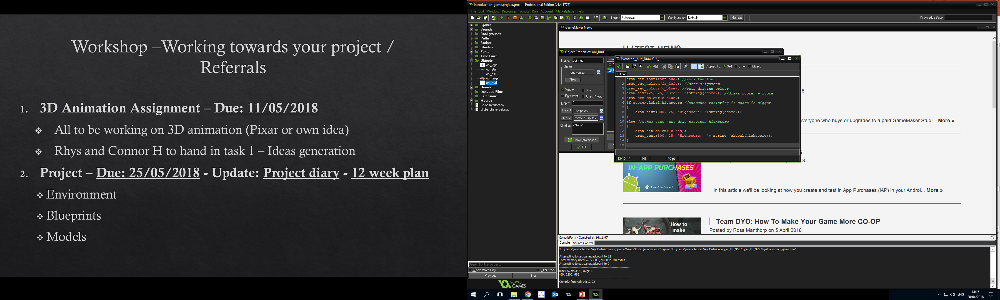 Workshop –Working towards your project /
Referrals
1. 3D Animation Assignment – Due: 11/05/2018
All to be working on 3D animation (Pixar or own idea)
Rhys and Connor H to hand in task 1 – Ideas generation
2. Project – Due: 25/05/2018 - Update: Project diary - 12 week plan
Environment
Blueprints
Models
introduction_game.project.gmx - Professional Edition (v1.4.1772)
File Edit Window Resources Scripts Run Account Marketplace Help
Target: Windows Configuration: Default Manage Knowledge Base:
Sprites
Sounds
Backgrounds
Paths
Scripts
Shaders
Fonts
Time Lines
Objects
obj_logo
obj_start
obj_exit
obj_target
obj_hud
Rooms
Included Files
Extensions
Macros
Game Information
Global Game Settings
Search For Resources...
Whole Word Only Filter Tree
Previous Next
YOYO
GAMES
GameMaker News
LATEST NEWS
Object Properties: obj_hud
Name: obj_hud
Sprite
<no sprite>
New
Visible Solid
Persistent Uses Physics
Depth: 0
Parent <no parent>
Mask <same as sprite>
Children: <None>
Show Information
OK
Event: obj_hud_Draw GUI_1
Applies To: Self Other Object:
action
1 draw_set_font(font_hud); //sets the font
2 draw_set_halign(fa_left); //sets alignment
3 draw_set_colour(c_blue); //sets drawing colour
4 draw_text(25, 25, "Score: "+string(score)); //draws score: + score
5 draw_set_colour(c_blue);
6 if score>global.highscore //executes following if score is bigger
7 {
8 draw_text(300, 25, "Highscore: "+string(score));
9 }
10 else //other wise just draw previous highscore
11 {
12 draw_set_colour(c_red);
13 draw_text(300, 25, "Highscore:  "+ string (global.highscore));
14 }
15
15/15: 1 INS 10 pt
8
everyone who buys or upgrades to a paid GameMaker Studi... More »
18
IN-APP PURCHASES
GameMaker Studio 2
In this article we'll be looking at how you create and test In App Purchases (IAP) in your Androi... More »
How to
make
Team DYO: How To Make Your Game More CO-OP
Posted by Ross Manthorp on 5 April 2018
CompileForm - Compiled at:14:11:47
Compile Source Control
"C:\Users\james.tedder\AppData\Roaming\GameMaker-Studio\Runner.exe" -game "C:\Users\james.tedder\AppData\Local\gm_ttt_96870\gm_ttt_97974\introduction_game.win"
Attempting to set gamepadcount to 12
Total memory used = 653389(0x0009f84d) bytes
Attempting to set gamepadcount to 0
minFPS, maxFPS, avgFPS
-30, 2202, 488
Compile finished: 14:12:02
ENG
14:15
20/04/2018